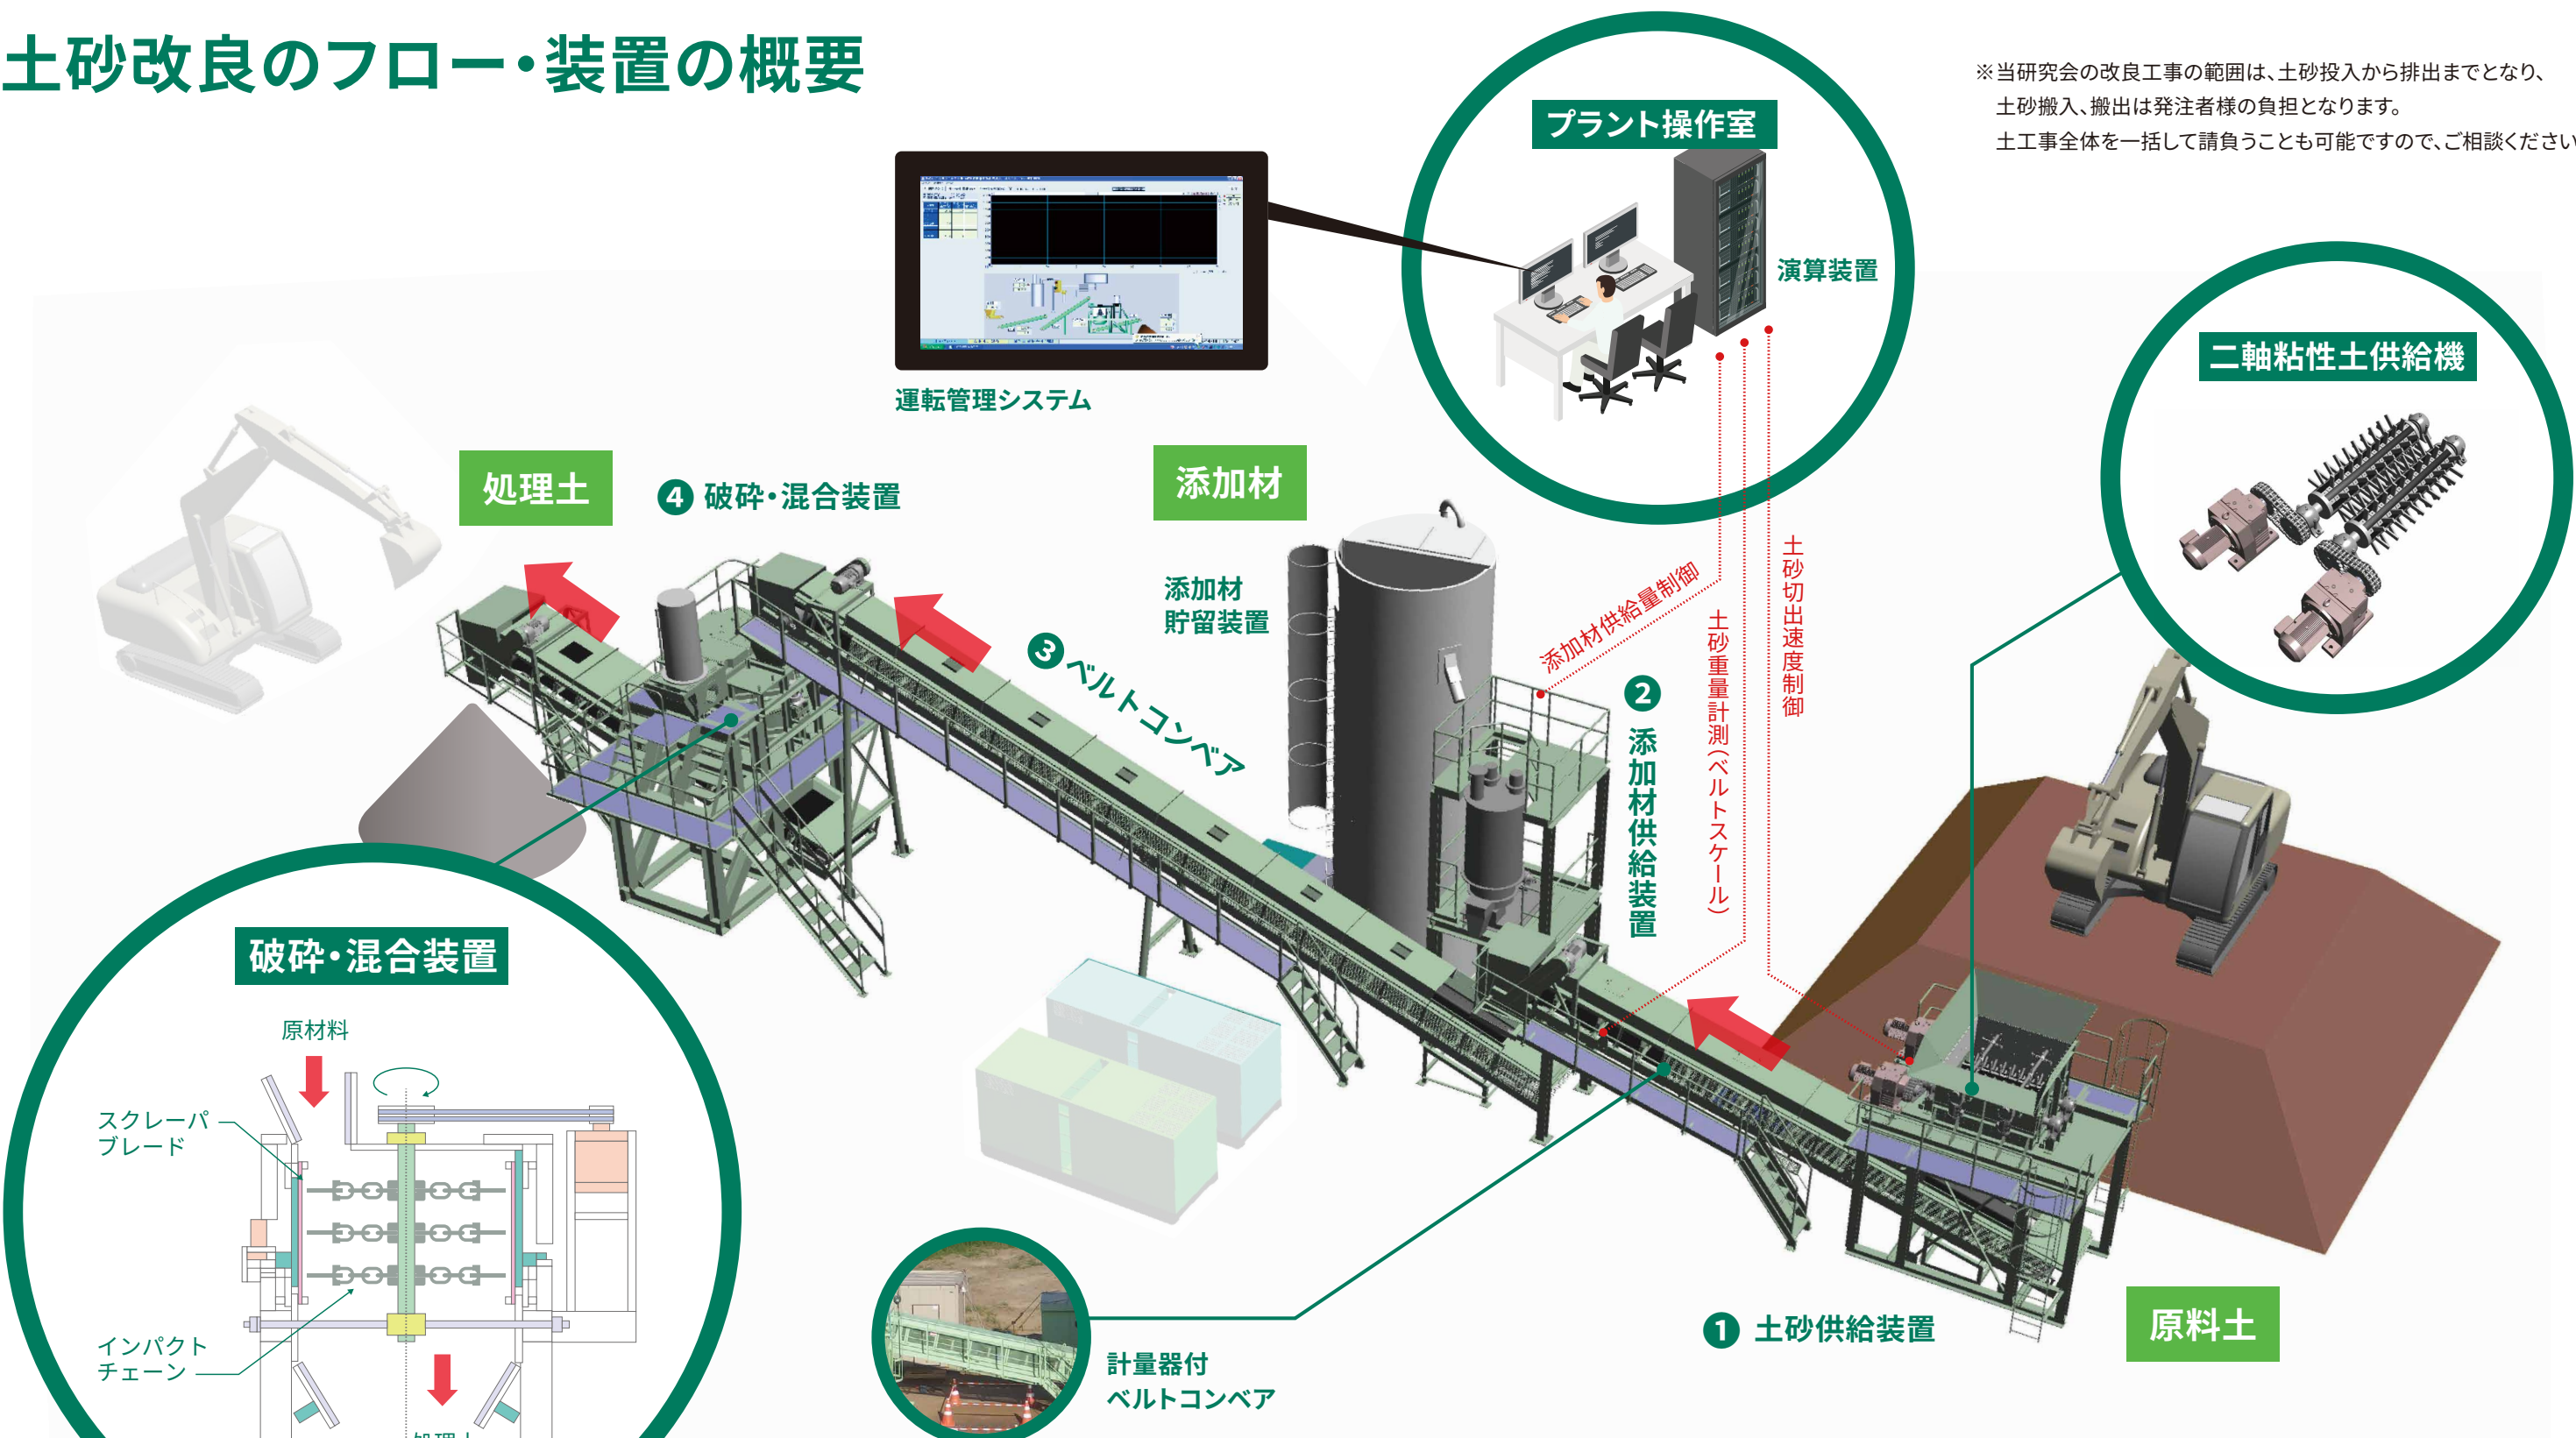 土砂改良のフロー・装置の概要
※当研究会の改良工事の範囲は、土砂投入から排出までとなり、
土砂搬入、搬出は発注者様の負担となります。
土工事全体を一括して請負うことも可能ですので、ご相談ください
プラント操作室
演算装置
運転管理システム
二軸粘性土供給機
処理土
❹ 破砕・混合装置
添加材
添加材
貯留装置
❸ ベルトコンベア
添加材供給量制御
土砂重量計測(ベルトスケール)
土砂切出速度制御
❷ 添加材供給装置
破砕・混合装置
原材料
スクレーパ
ブレード
インパクト
チェーン
計量器付
ベルトコンベア
❶ 土砂供給装置
原料土